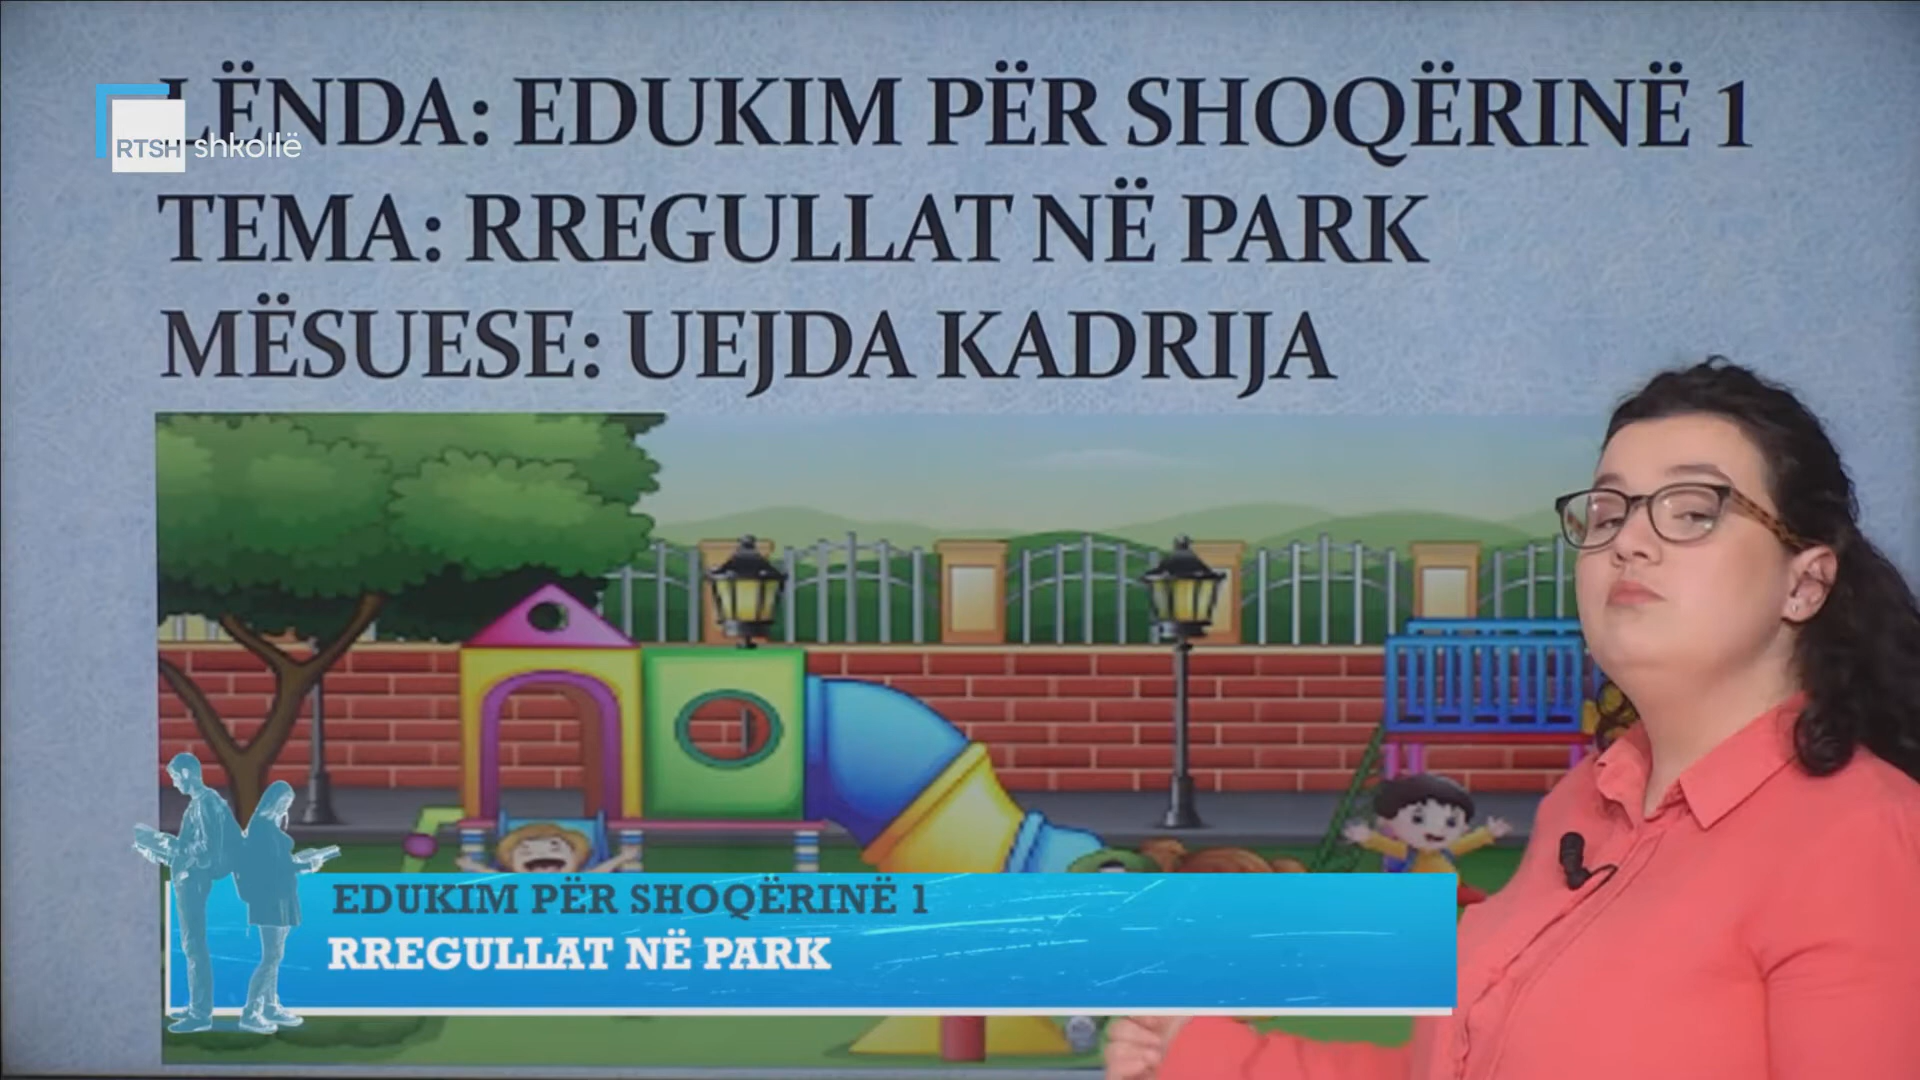 LËNDA: EDUKIM PËR SHOQËRINË 1
RTSH shkollë
TEMA: RREGULLAT NË PARK
MËSUESE: UEJDA KADRIJA
EDUKIM PËR SHOQËRINË 1
RREGULLAT NË PARK